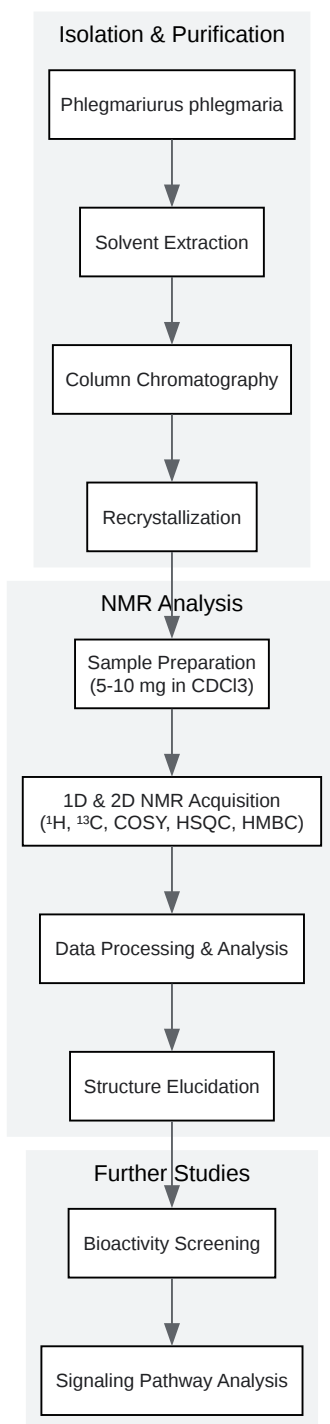 Isolation & Purification
Phlegmariurus phlegmaria
Solvent Extraction
Column Chromatography
Recrystallization
NMR Analysis
Sample Preparation
(5-10 mg in CDCl3)
1D & 2D NMR Acquisition
(¹H, ¹³C, COSY, HSQC, HMBC)
Data Processing & Analysis
Structure Elucidation
Further Studies
Bioactivity Screening
Signaling Pathway Analysis